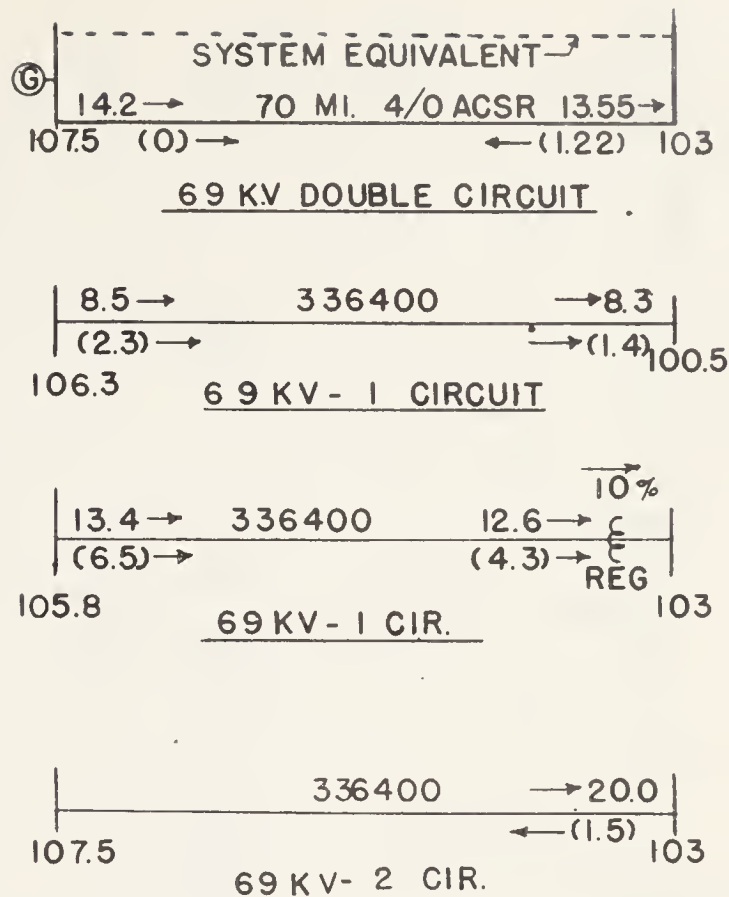 SYSTEM EQUIVALENT
G
14.2 70 MI. 4/0 ACSR 13.55
107.5 (0) (1.22) 103
69 KV DOUBLE CIRCUIT
8.5 336400 8.3
(2.3) (1.4)
106.3 100.5
69 KV - 1 CIRCUIT
10%
13.4 336400 12.6
(6.5) (4.3)
REG
105.8 103
69 KV - 1 CIR.
336400 20.0
(1.5)
107.5 103
69 KV - 2 CIR.